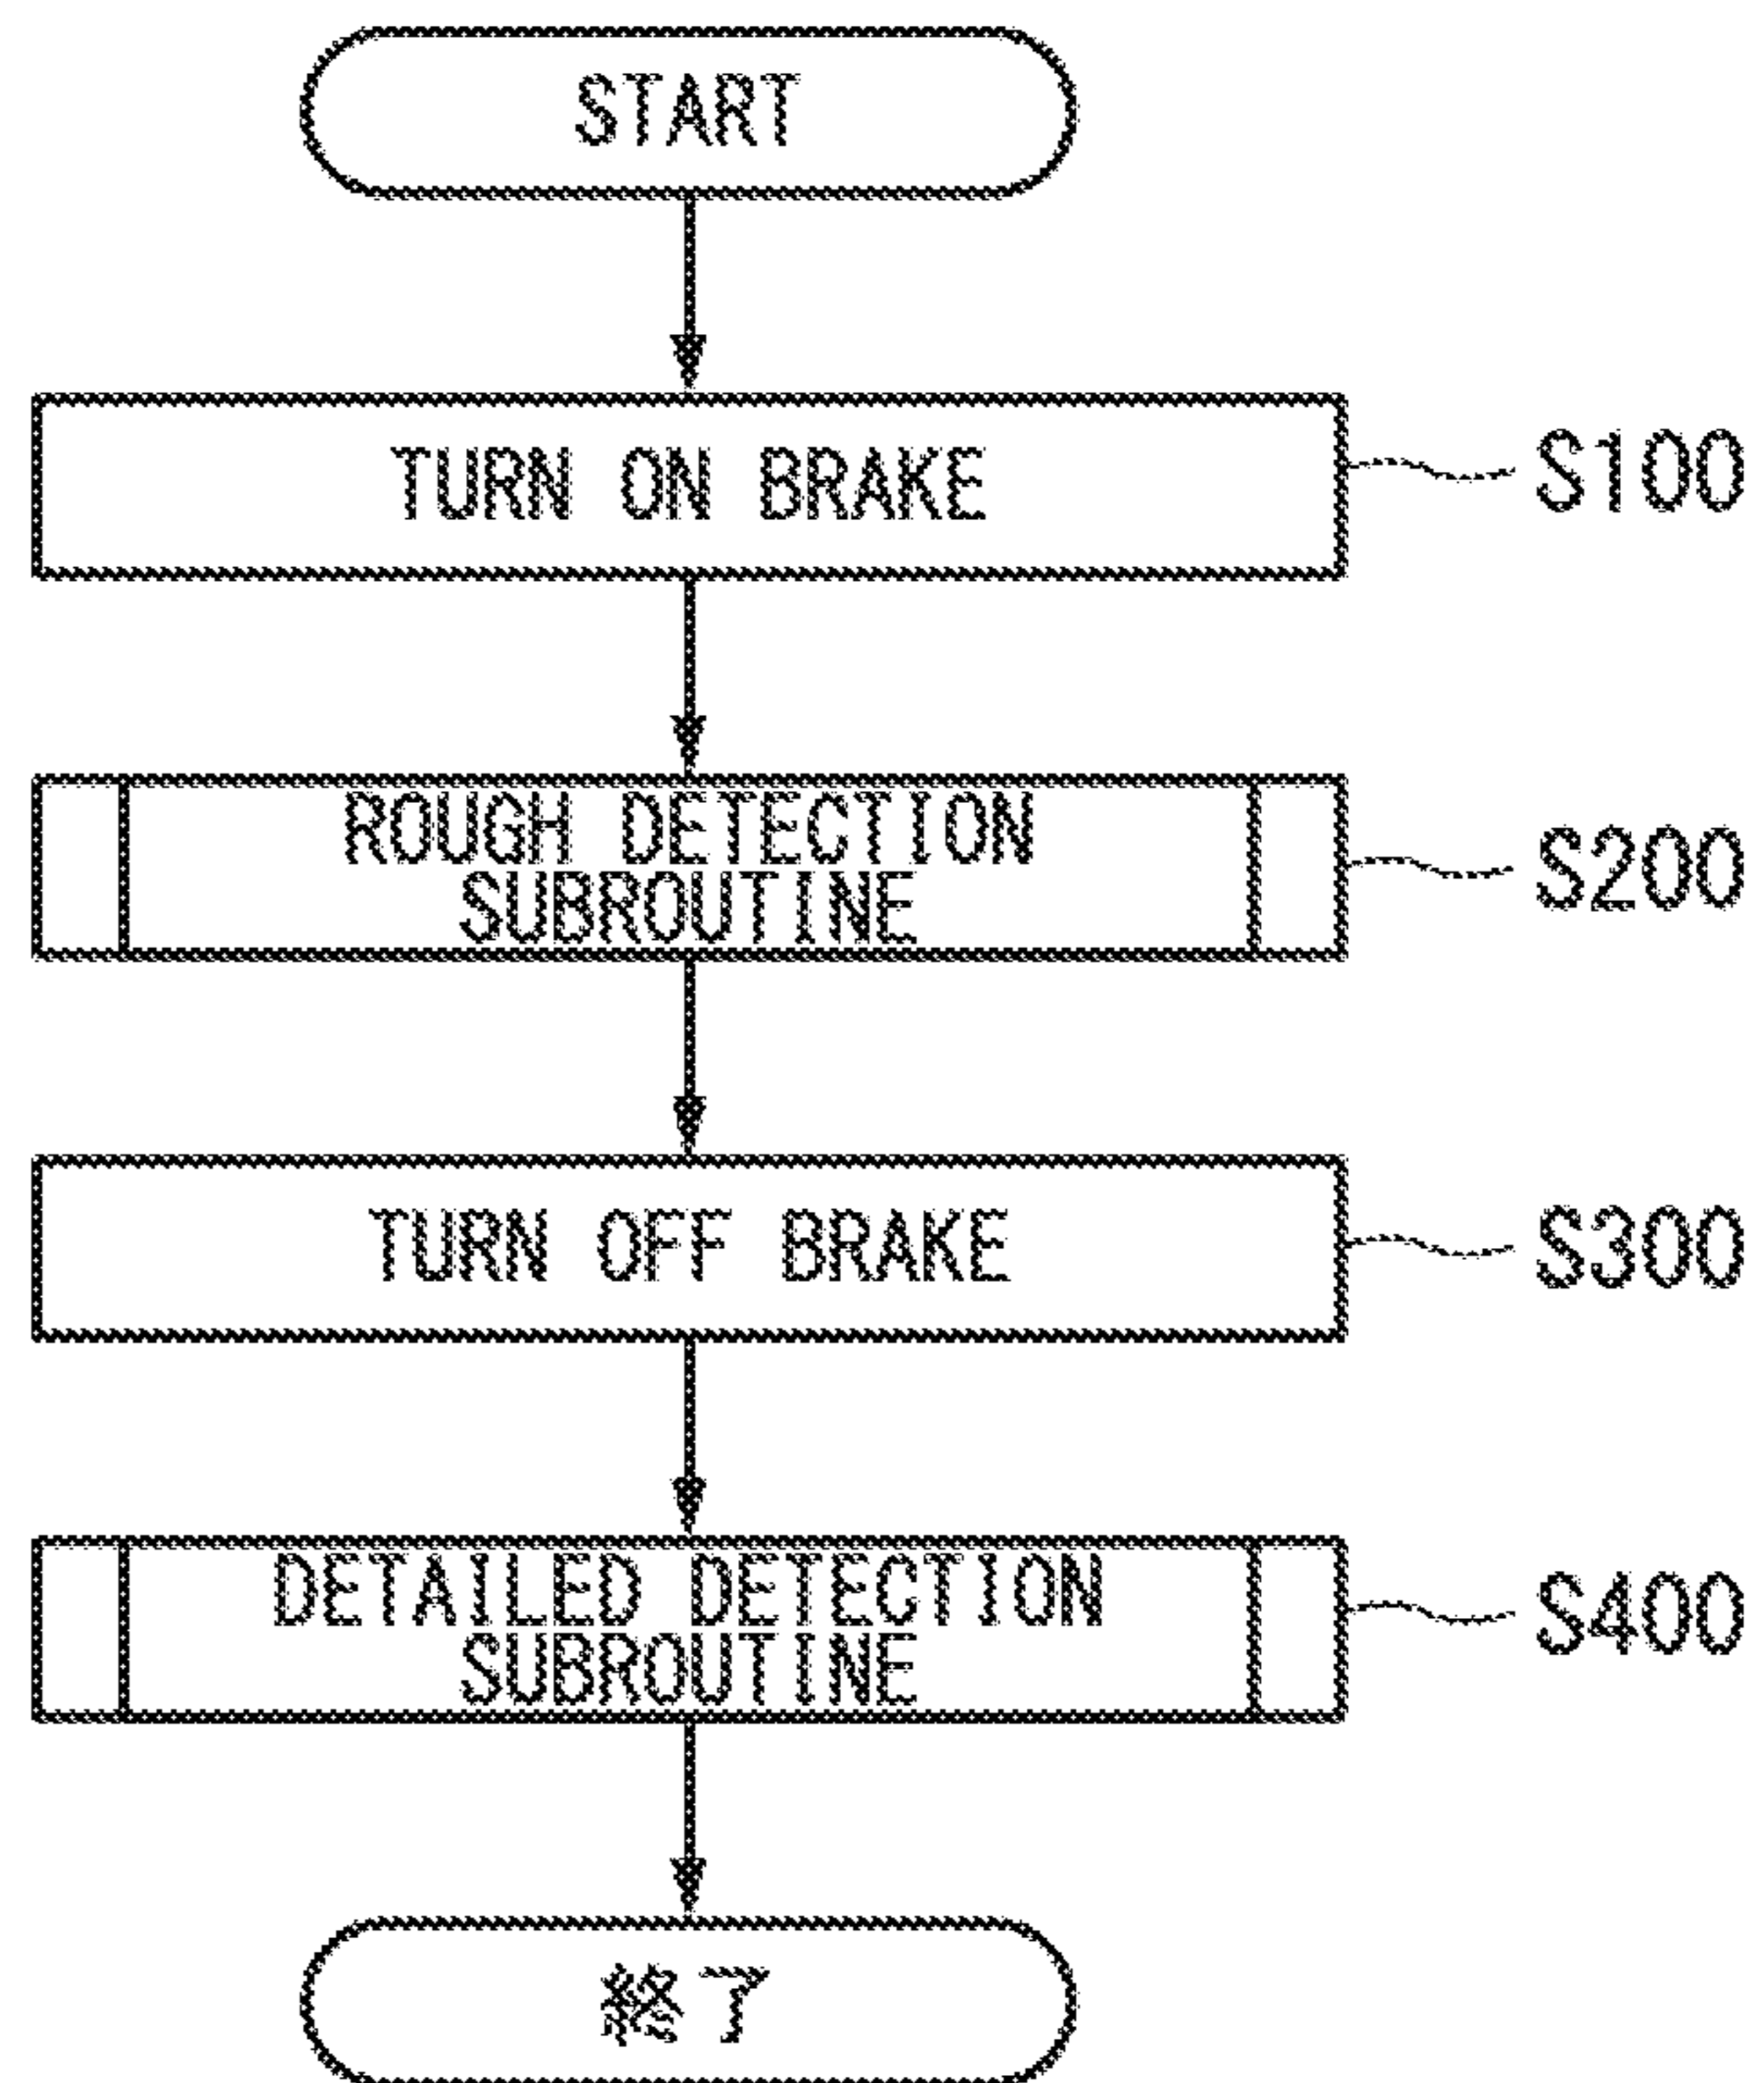 START
TURN ON BRAKE
S100
ROUGH DETECTION
SUBROUTINE
S200
TURN OFF BRAKE
S300
DETAILED DETECTION
SUBROUTINE
S400
終了